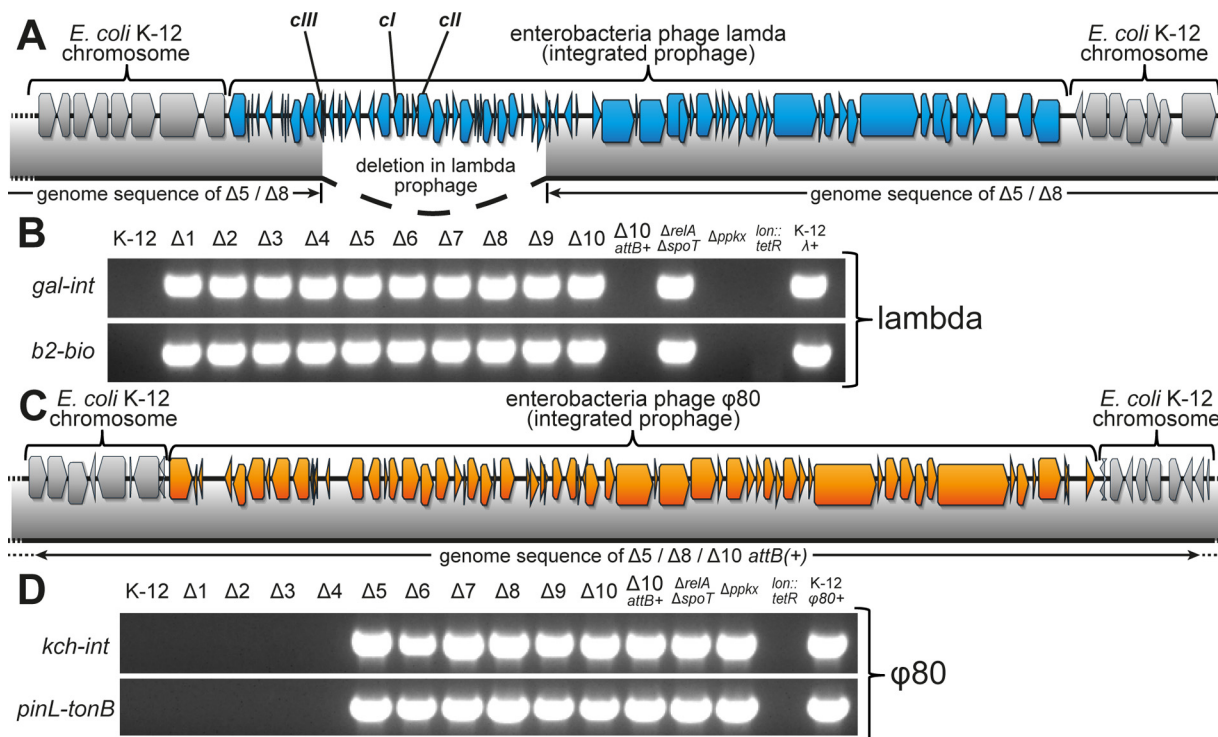 A
E. coli K-12
chromosome
cIII
cI
cII
enterobacteria phage lamda
(integrated prophage)
E. coli K-12
chromosome
deletion in lambda
prophage
genome sequence of Δ5 / Δ8
genome sequence of Δ5 / Δ8
B
K-12 Δ1 Δ2 Δ3 Δ4 Δ5 Δ6 Δ7 Δ8 Δ9 Δ10 Δ10 attB+ ΔrelA ΔspoT Δppkx lon:: tetR K-12 λ+
gal-int
b2-bio
lambda
C
E. coli K-12
chromosome
enterobacteria phage φ80
(integrated prophage)
E. coli K-12
chromosome
genome sequence of Δ5 / Δ8 / Δ10 attB(+)
D
K-12 Δ1 Δ2 Δ3 Δ4 Δ5 Δ6 Δ7 Δ8 Δ9 Δ10 Δ10 attB+ ΔrelA ΔspoT Δppkx lon:: tetR K-12 φ80+
kch-int
pinL-tonB
φ80